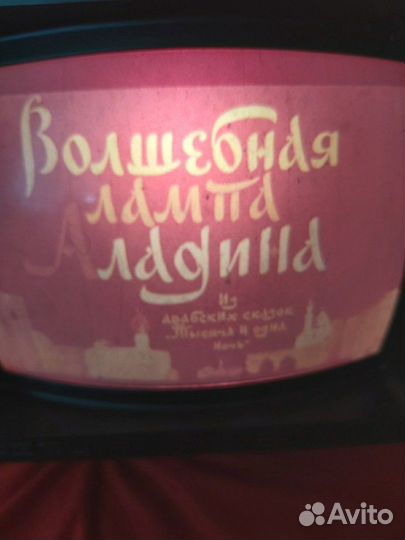 Волшебная
лампа
Аладина
Из
арабских сказок
„Тысяча и одна
ночь"
Avito